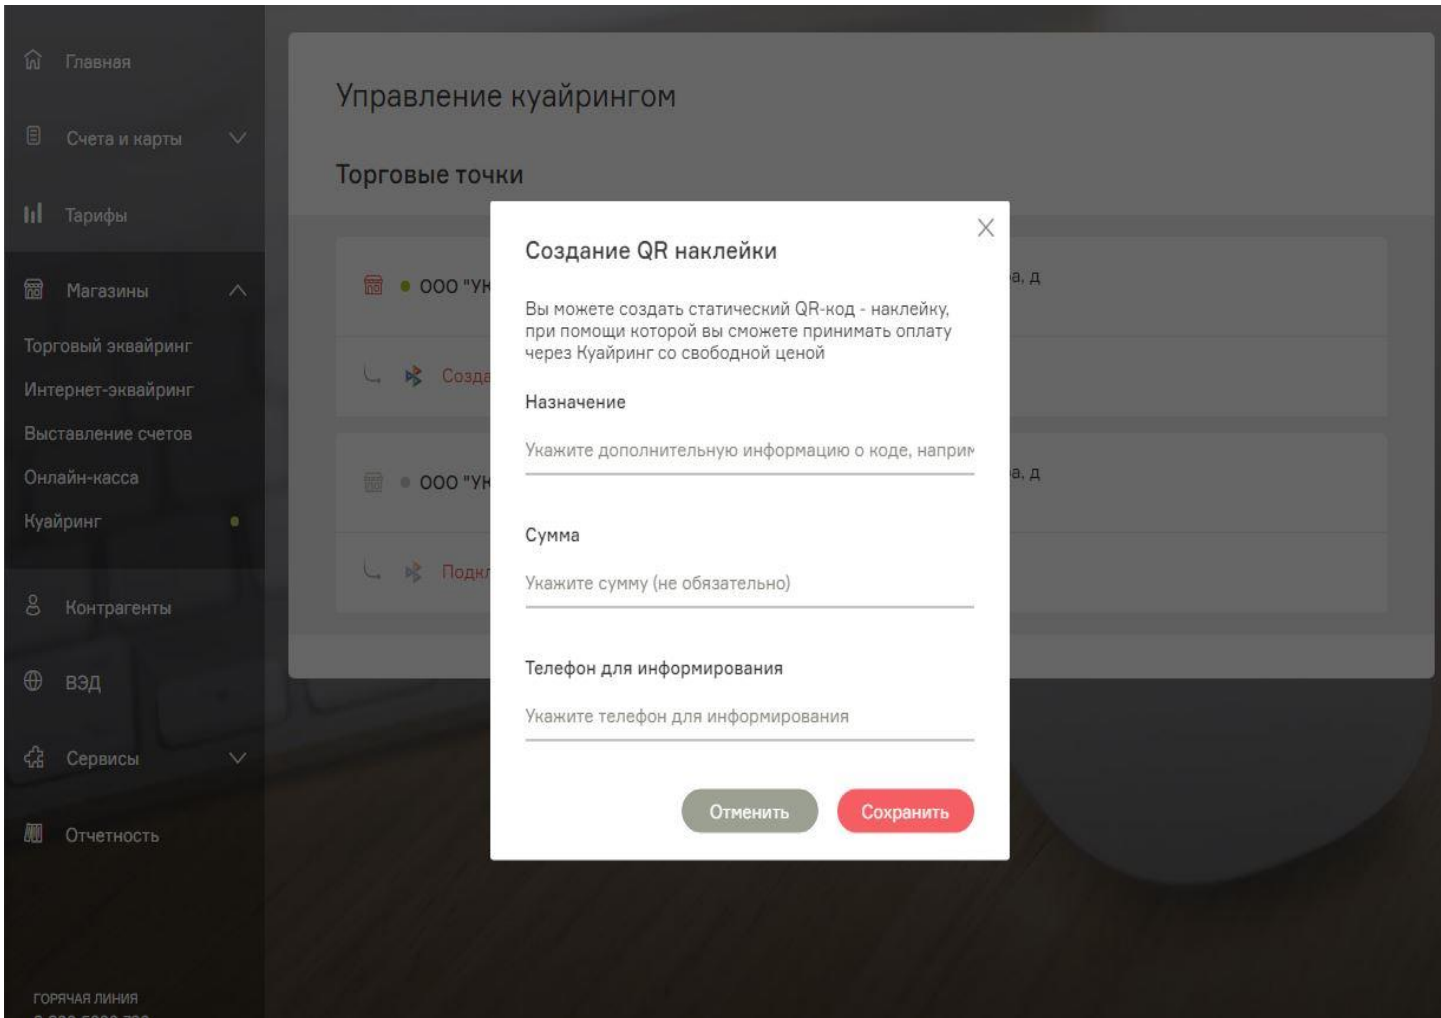 Главная
Счета и карты
Тарифы
Магазины
Торговый эквайринг
Интернет-эквайринг
Выставление счетов
Онлайн-касса
Куайринг
Контрагенты
ВЭД
Сервисы
Отчетность
ГОРЯЧАЯ ЛИНИЯ
Управление куайрингом
Торговые точки
ООО "УК
а, д
Созда
ООО "УК
а, д
Подкл
Создание QR наклейки
Вы можете создать статический QR-код - наклейку,
при помощи которой вы сможете принимать оплату
через Куайринг со свободной ценой
Назначение
Укажите дополнительную информацию о коде, наприм
Сумма
Укажите сумму (не обязательно)
Телефон для информирования
Укажите телефон для информирования
Отменить
Сохранить